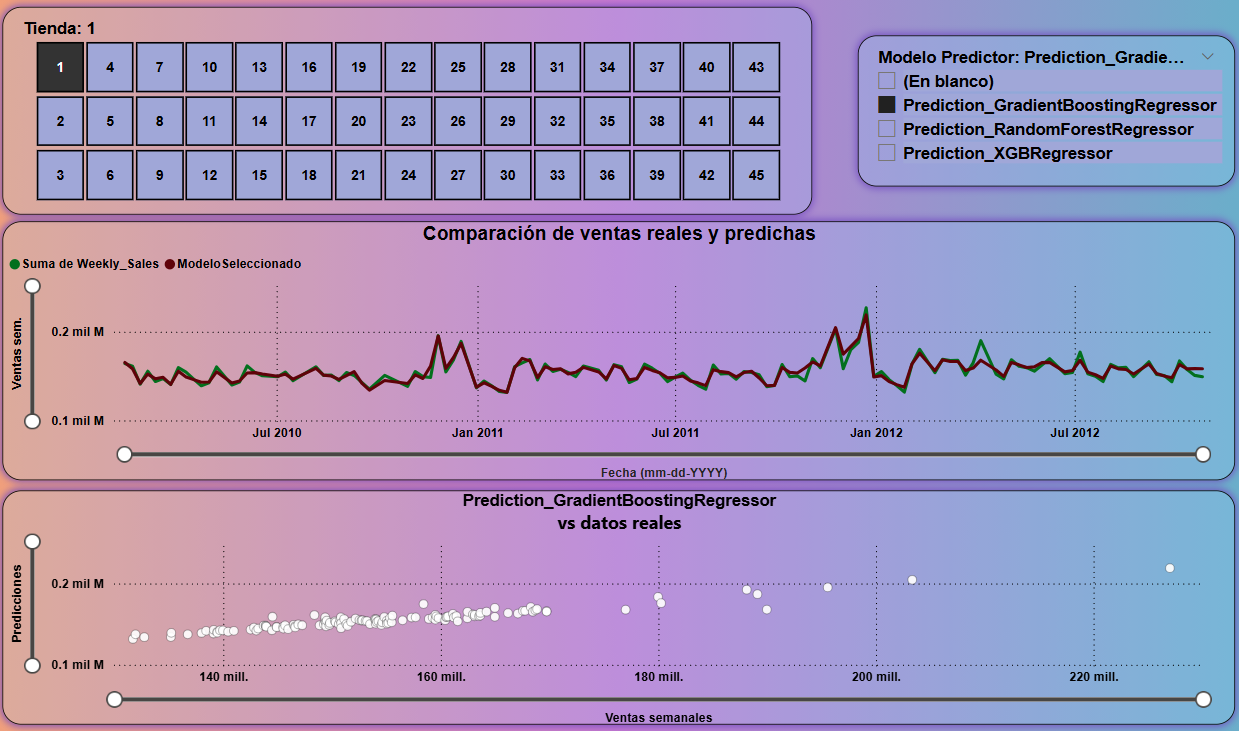 Tienda: 1
1 4 7 10 13 16 19 22 25 28 31 34 37 40 43
2 5 8 11 14 17 20 23 26 29 32 35 38 41 44
3 6 9 12 15 18 21 24 27 30 33 36 39 42 45
Modelo Predictor: Prediction_Gradie...
(En blanco)
Prediction_GradientBoostingRegressor
Prediction_RandomForestRegressor
Prediction_XGBRegressor
Comparación de ventas reales y predichas
Suma de Weekly_Sales ModeloSeleccionado
Ventas sem.
0.2 mil M
0.1 mil M
Jul 2010 Jan 2011 Jul 2011 Jan 2012 Jul 2012
Fecha (mm-dd-YYYY)
Prediction_GradientBoostingRegressor
vs datos reales
Predicciones
0.2 mil M
0.1 mil M
140 mill. 160 mill. 180 mill. 200 mill. 220 mill.
Ventas semanales